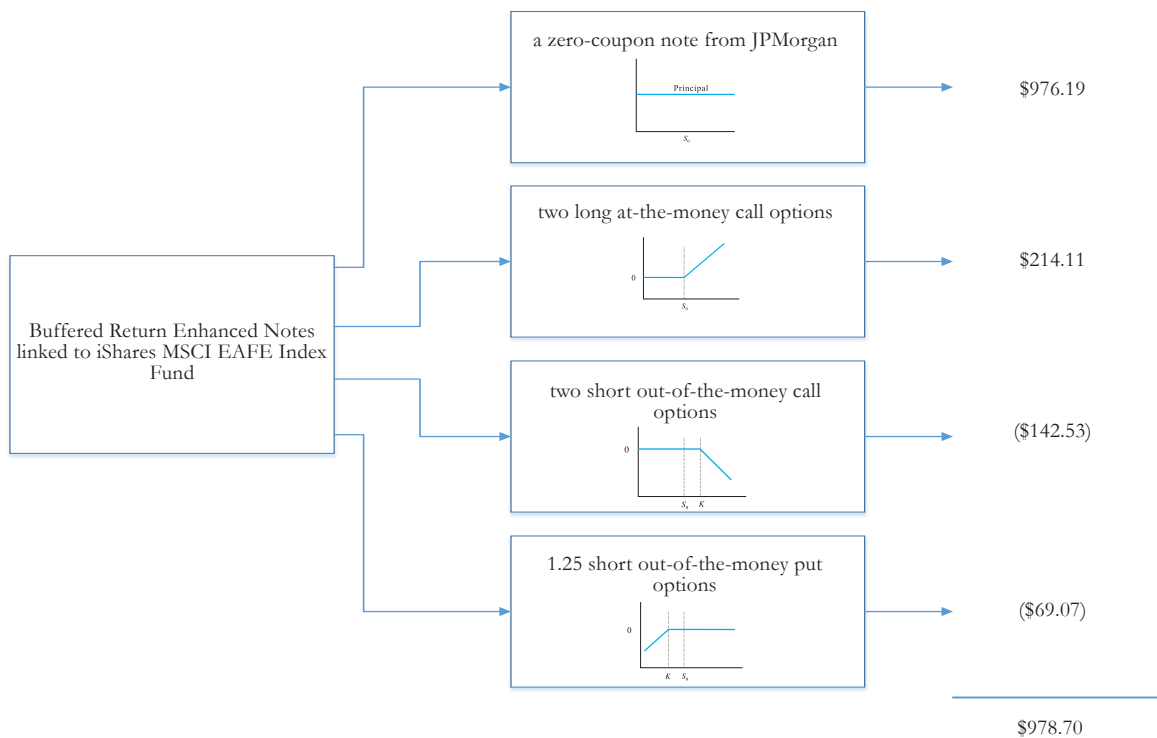 a zero-coupon note from JPMorgan
Principal
S₀
$976.19
two long at-the-money call options
0
S₀
$214.11
Buffered Return Enhanced Notes
linked to iShares MSCI EAFE Index
Fund
two short out-of-the-money call
options
0
S₀ K
($142.53)
1.25 short out-of-the-money put
options
0
K S₀
($69.07)
$978.70